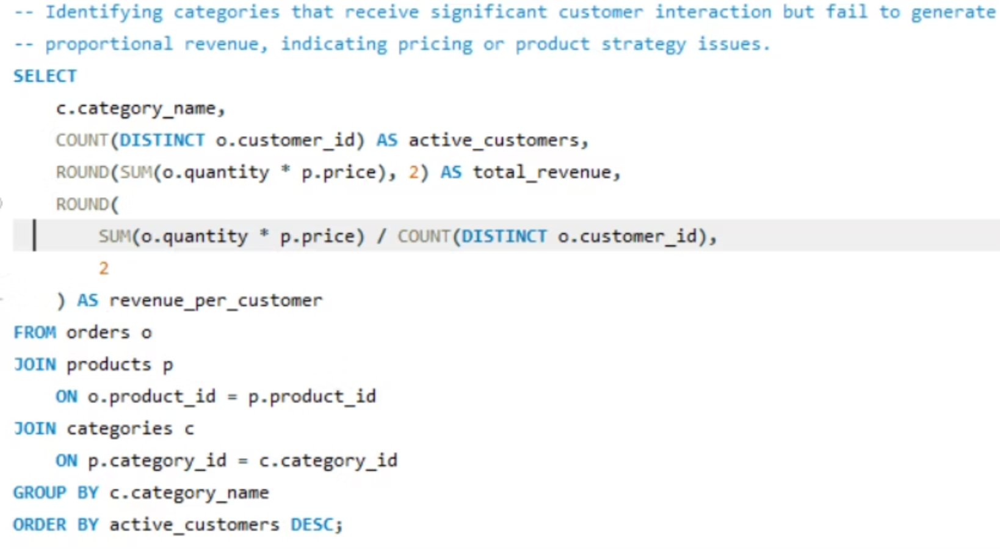 -- Identifying categories that receive significant customer interaction but fail to generate
-- proportional revenue, indicating pricing or product strategy issues.
SELECT
    c.category_name,
    COUNT(DISTINCT o.customer_id) AS active_customers,
    ROUND(SUM(o.quantity * p.price), 2) AS total_revenue,
    ROUND(
        SUM(o.quantity * p.price) / COUNT(DISTINCT o.customer_id),
        2
    ) AS revenue_per_customer
FROM orders o
JOIN products p
    ON o.product_id = p.product_id
JOIN categories c
    ON p.category_id = c.category_id
GROUP BY c.category_name
ORDER BY active_customers DESC;